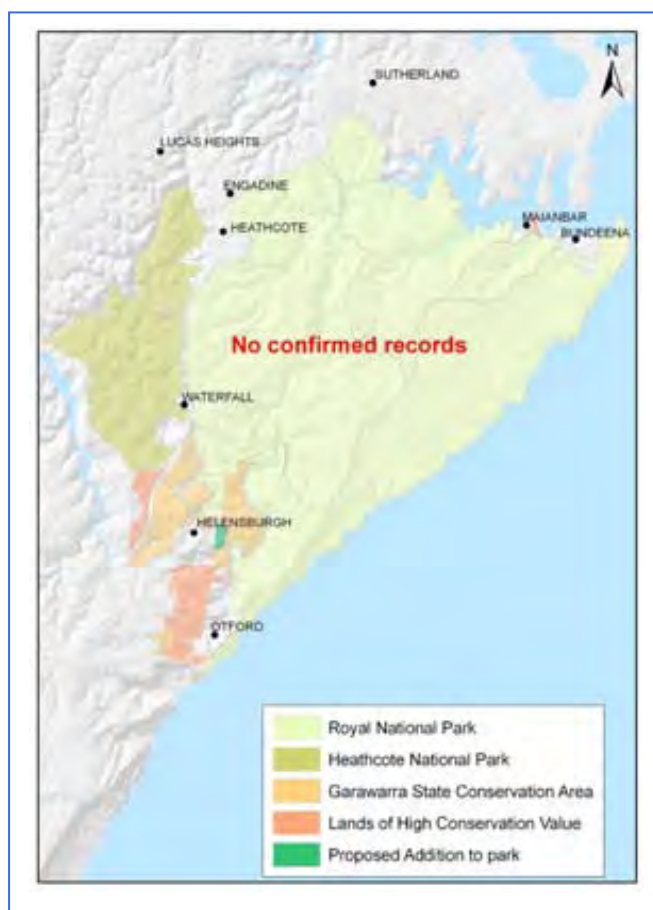 N
SUTHERLAND
LUCAS HEIGHTS
ENGADINE
HEATHCOTE
MAIANBAR
BUNDEENA
No confirmed records
WATERFALL
HELENSBURGH
OTFORD
Royal National Park
Heathcote National Park
Garawarra State Conservation Area
Lands of High Conservation Value
Proposed Addition to park